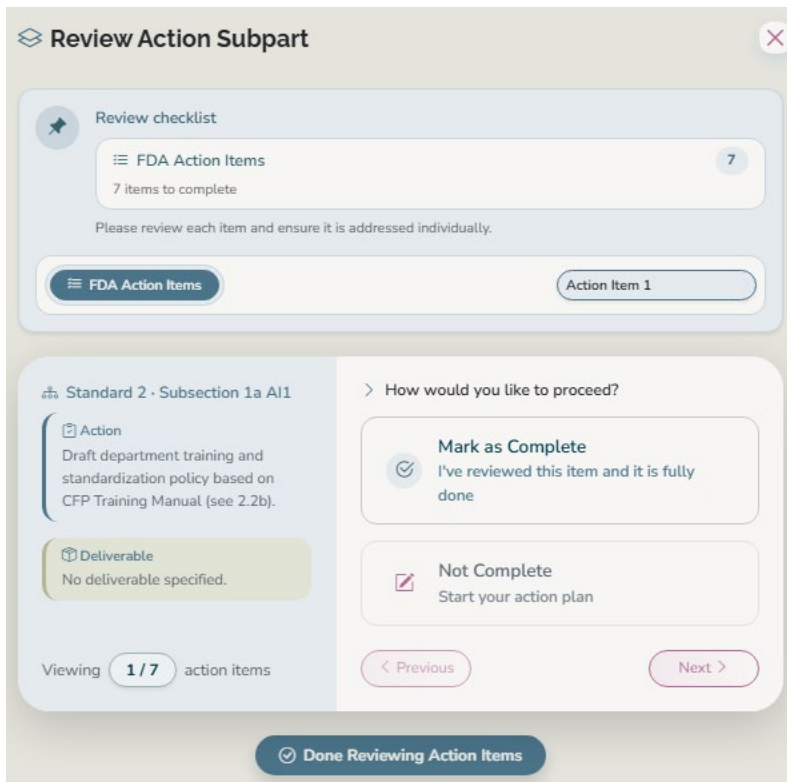 Review Action Subpart
Review checklist
FDA Action Items
7
7 items to complete
Please review each item and ensure it is addressed individually.
FDA Action Items
Action Item 1
Standard 2 · Subsection 1a AI1
Action
Draft department training and
standardization policy based on
CFP Training Manual (see 2.2b).
Deliverable
No deliverable specified.
Viewing 1 / 7 action items
How would you like to proceed?
Mark as Complete
I've reviewed this item and it is fully
done
Not Complete
Start your action plan
Previous
Next
Done Reviewing Action Items